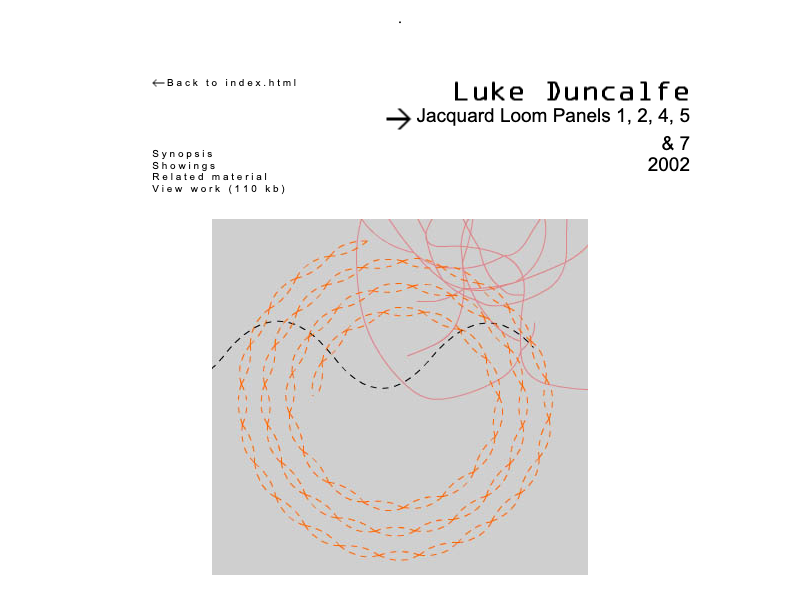 .
←Back to index.html
Luke Duncalfe
→ Jacquard Loom Panels 1, 2, 4, 5
& 7
2002
Synopsis
Showings
Related material
View work (110 kb)